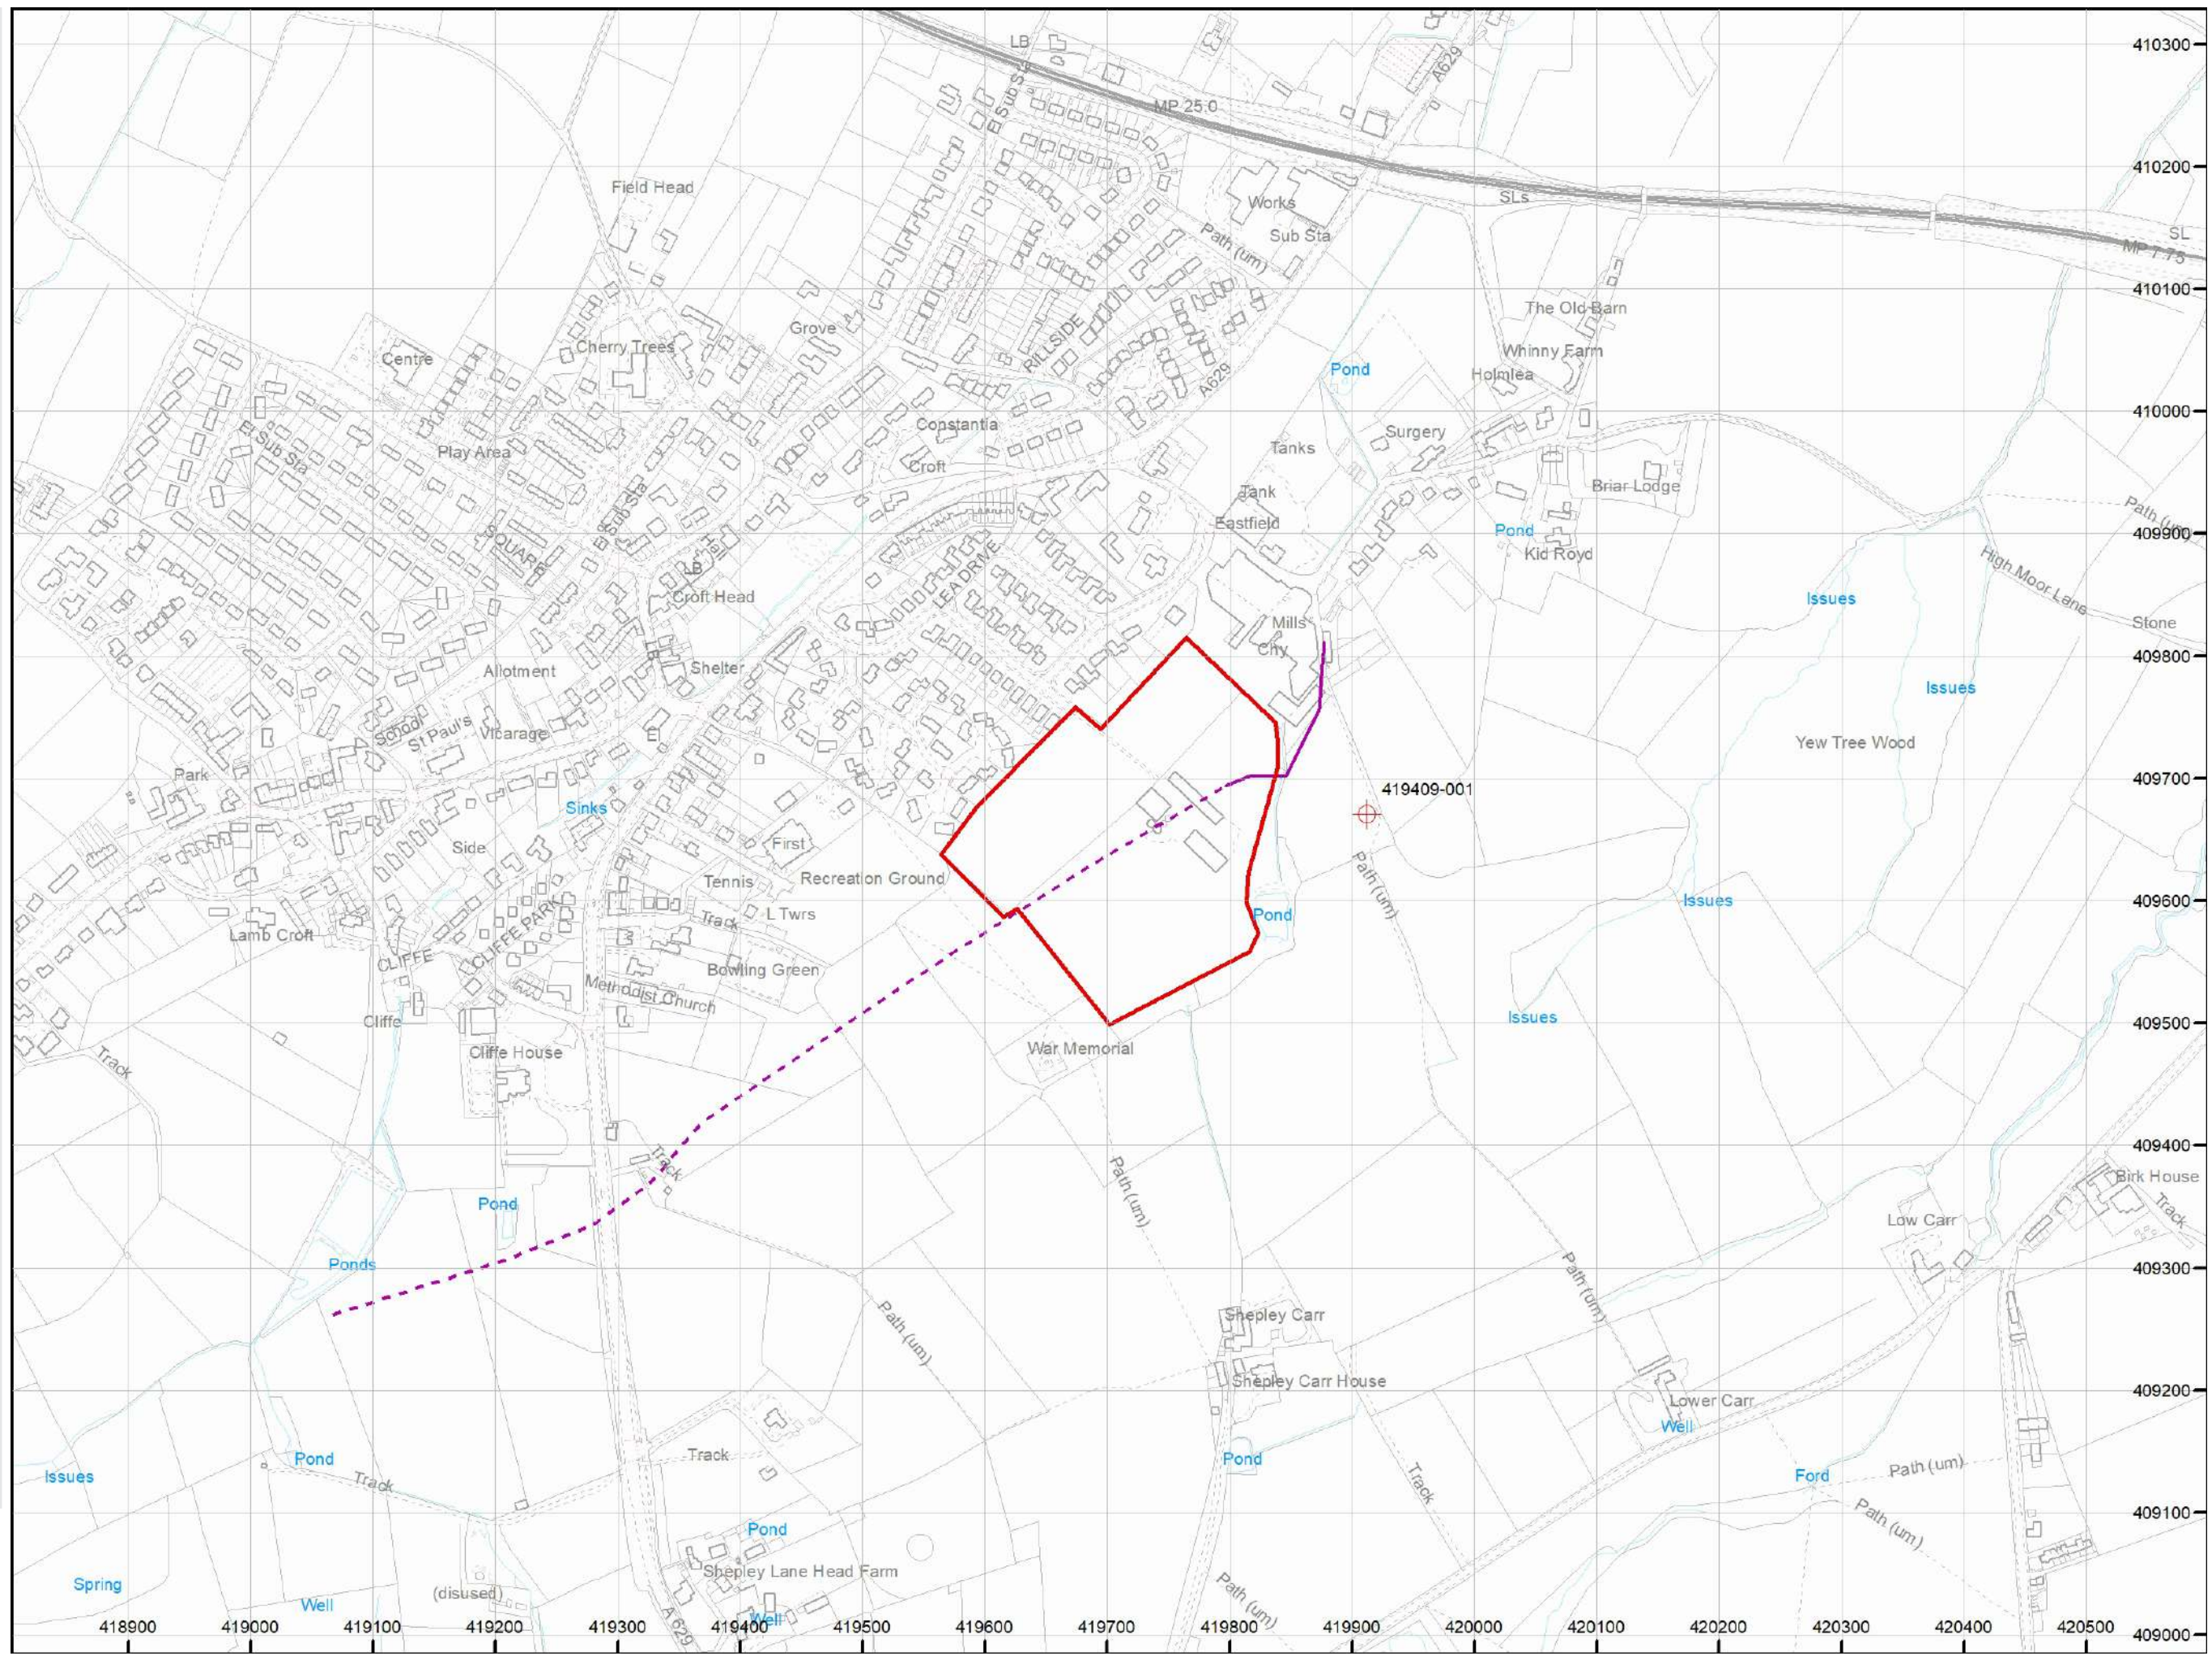 LB
410300
A629
El Sub Sta
MP 25.0
410200
Field Head
Works
SLs
Path (um)
Sub Sta
SL
MP 7.75
410100
The Old Barn
Grove
RILLSIDE
Centre
Cherry Trees
Whinny Farm
Pond
Holmlea
A629
410000
Constantia
Surgery
El Sub Sta
Play Area
Tanks
Croft
Briar Lodge
Tank
Path (um)
Eastfield
El Sub Sta
SQUARE
Hall
Pond
409900
Kid Royd
High Moor Lane
LB
LEA DRIVE
Croft Head
Issues
Mills
Stone
Chy
LB
409800
Allotment
Shelter
Issues
School
St Paul's
Vicarage
El
Yew Tree Wood
Park
409700
419409-001
Sinks
Side
First
Path (um)
Tennis
Recreation Ground
Track
L Twrs
Pond
Issues
409600
Lamb Croft
CLIFFE PARK
CLIFFE
Bowling Green
Methodist Church
Issues
409500
Cliffe
Cliffe House
War Memorial
Track
409400
Track
Path (um)
Birk House
Pond
Track
Low Carr
Ponds
409300
Path (um)
Path (um)
Shepley Carr
Shepley Carr House
Lower Carr
409200
Well
Track
Pond
Pond
Issues
Track
Track
Ford
Path (um)
Path (um)
409100
Pond
Shepley Lane Head Farm
Spring
(disused)
Path (um)
Well
A 629
Well
418900 419000 419100 419200 419300 419400 419500 419600 419700 419800 419900 420000 420100 420200 420300 420400 420500
409000